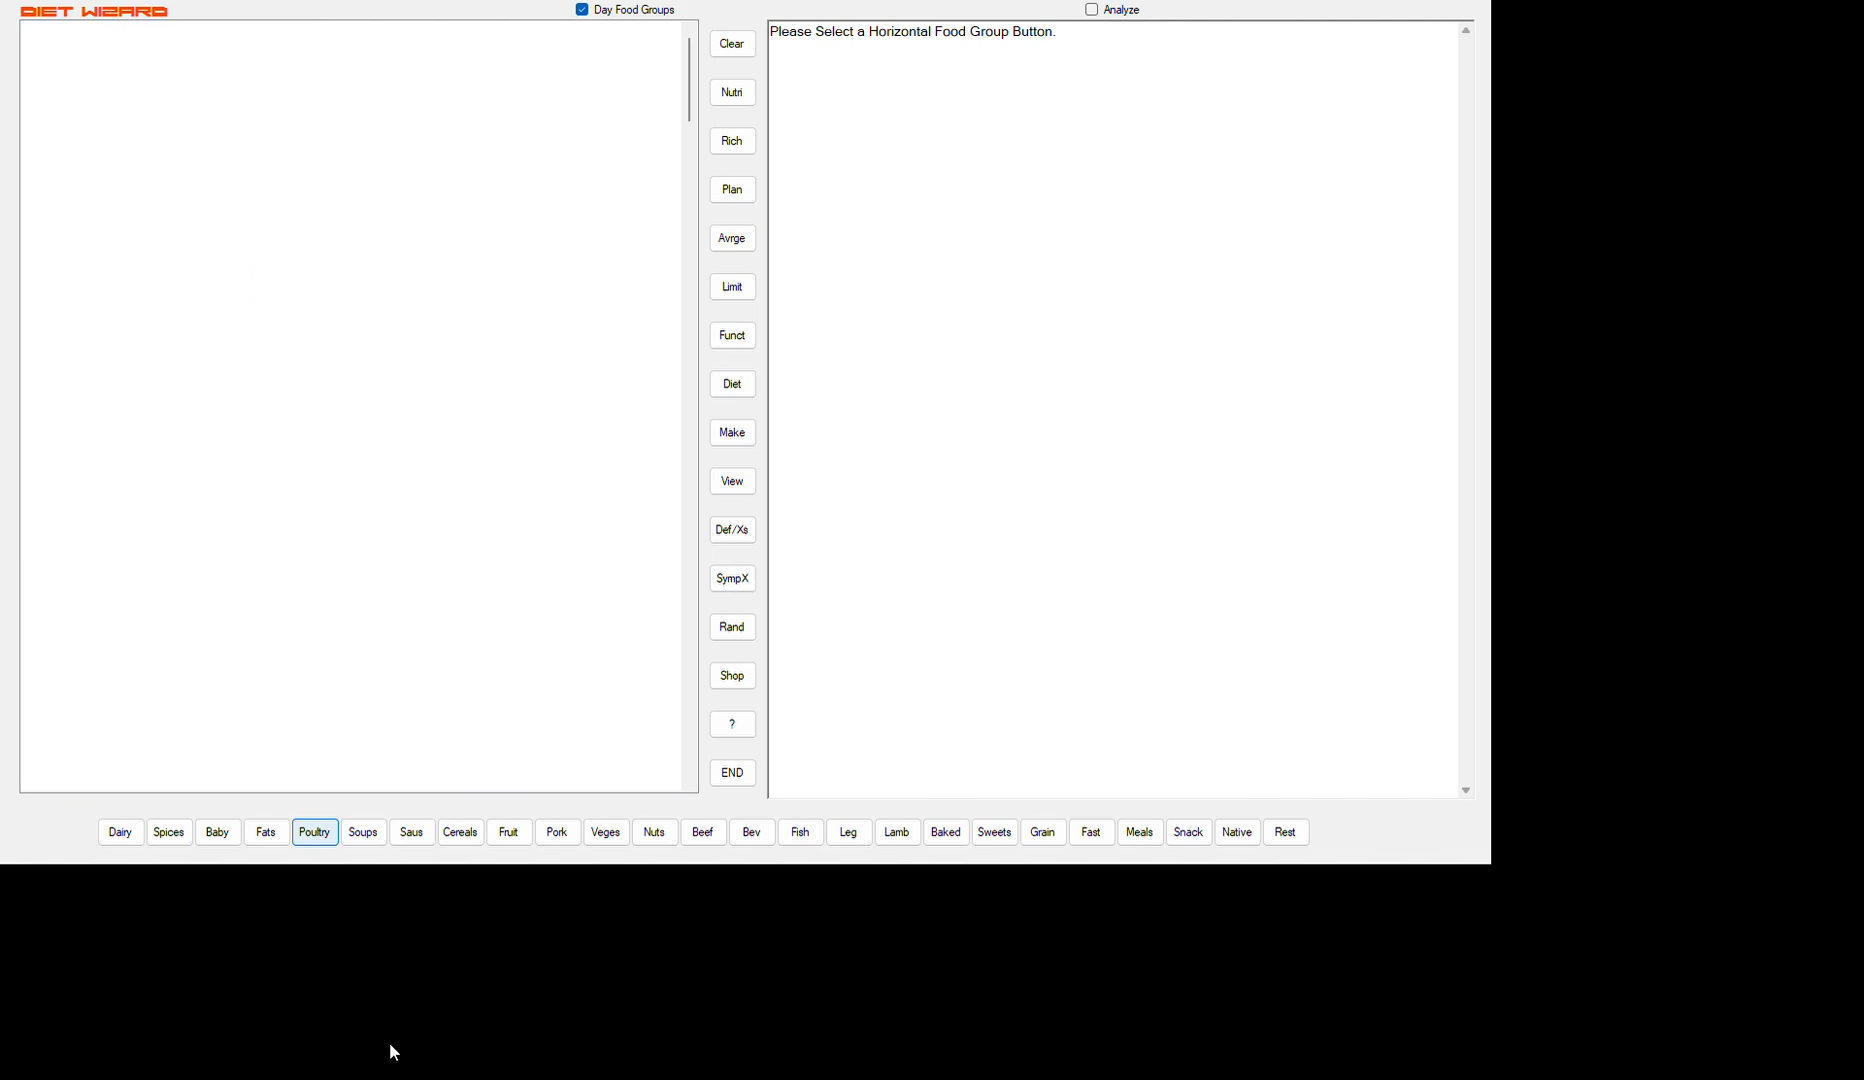 DIET WIZARD
Day Food Groups
Analyze
Please Select a Horizontal Food Group Button.
Clear
Nutri
Rich
Plan
Avrge
Limit
Funct
Diet
Make
View
Def/Xs
SympX
Rand
Shop
?
END
Dairy Spices Baby Fats Poultry Soups Saus Cereals Fruit Pork Veges Nuts Beef Bev Fish Leg Lamb Baked Sweets Grain Fast Meals Snack Native Rest